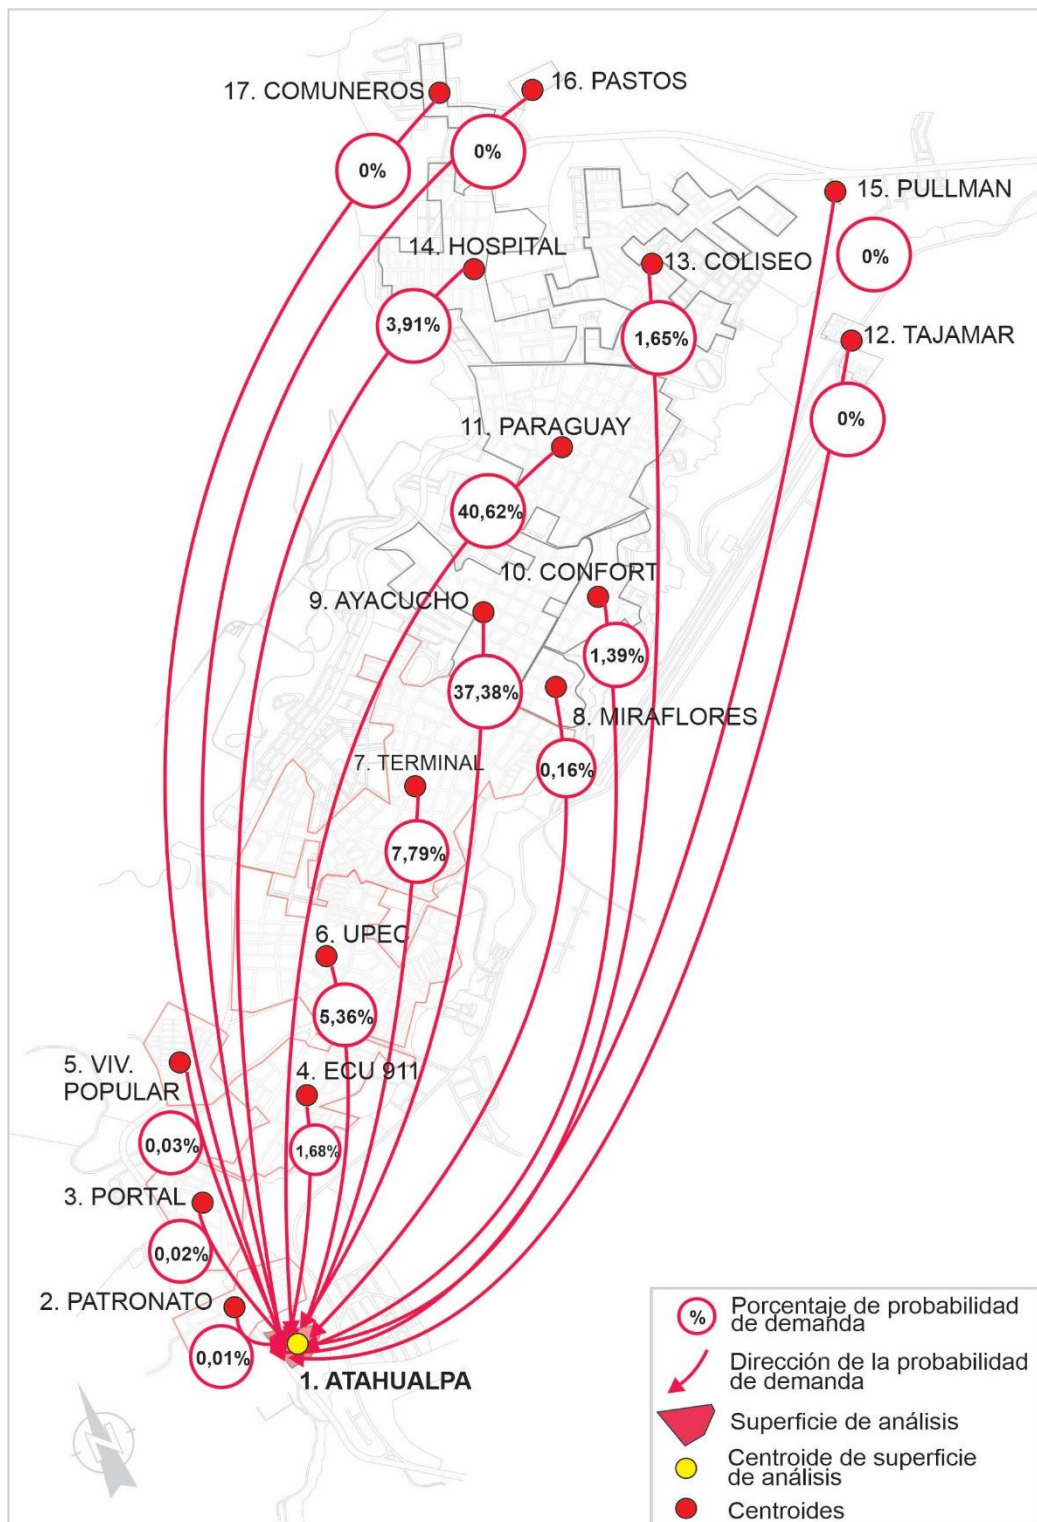 17. COMUNEROS
16. PASTOS
0%
0%
15. PULLMAN
0%
14. HOSPITAL
13. COLISEO
3,91%
1,65%
12. TAJAMAR
0%
11. PARAGUAY
40,62%
10. CONFORT
9. AYACUCHO
1,39%
37,38%
8. MIRAFLORES
7. TERMINAL
0,16%
7,79%
6. UPEC
5,36%
5. VIV.
POPULAR
4. ECU 911
0,03%
1,68%
3. PORTAL
0,02%
2. PATRONATO
0,01%
1. ATAHUALPA
% Porcentaje de probabilidad
de demanda
Dirección de la probabilidad
de demanda
Superficie de análisis
Centroide de superficie
de análisis
Centroides